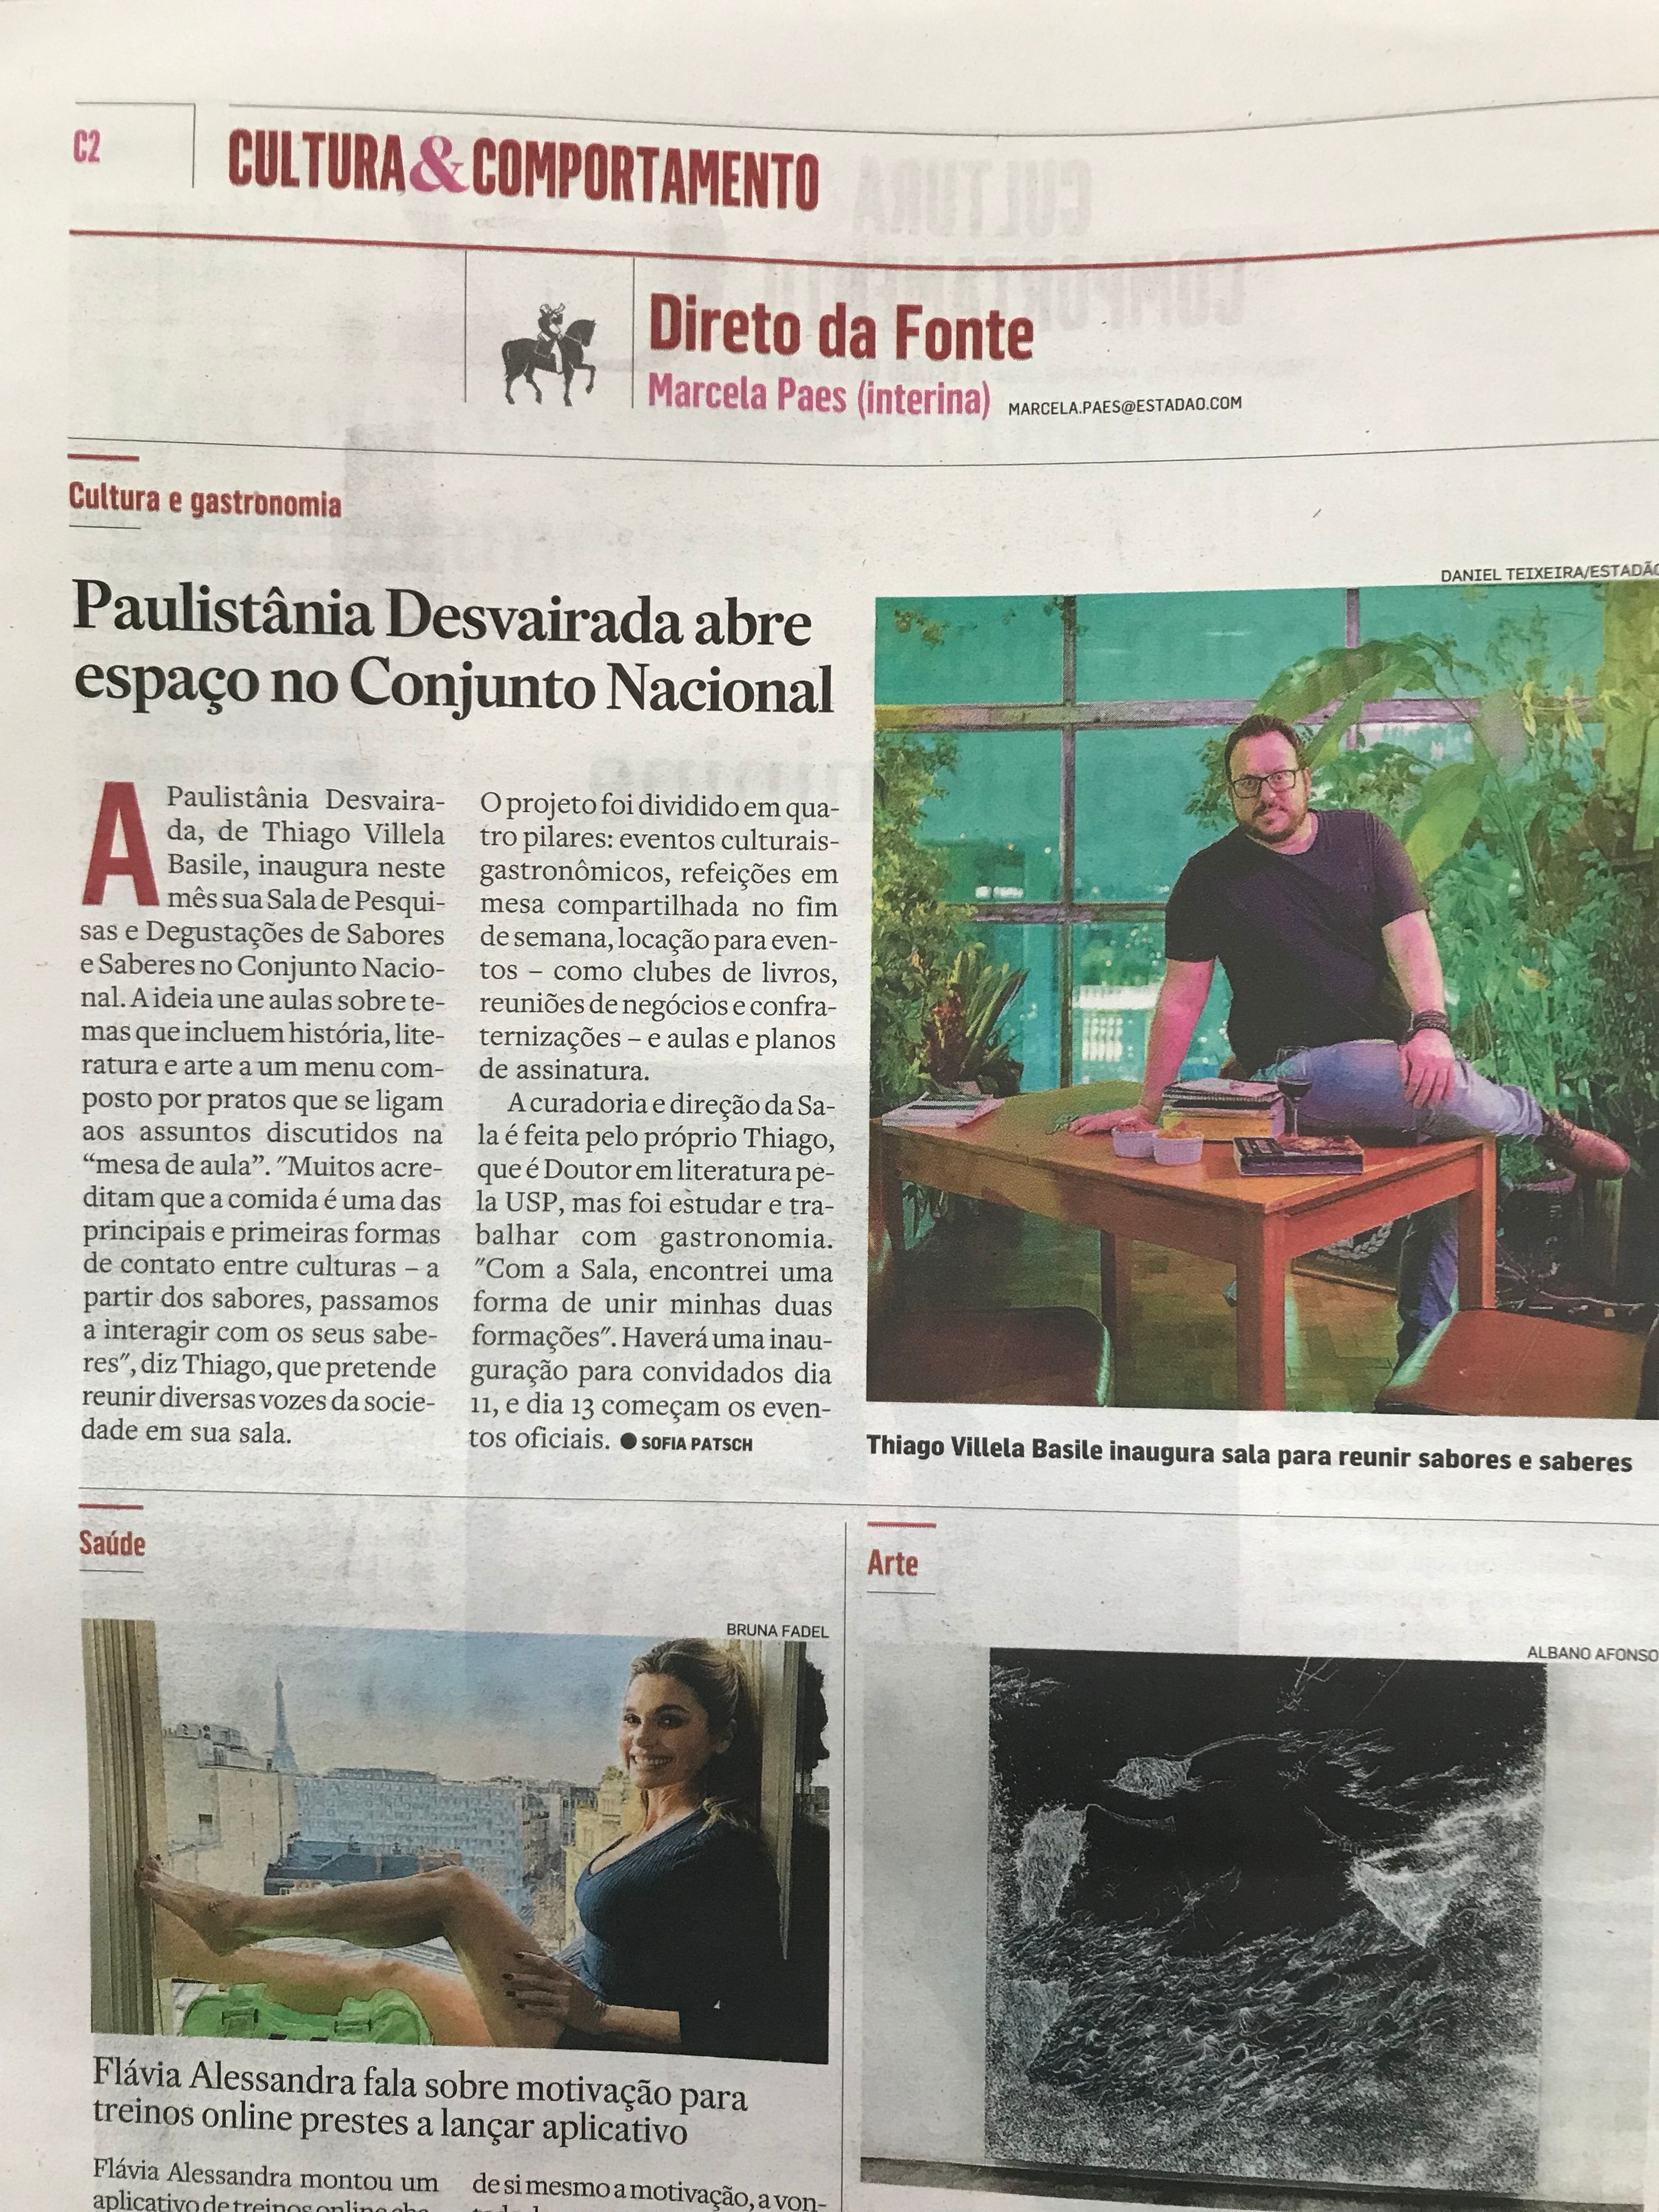 C2
CULTURA&COMPORTAMENTO
Direto da Fonte
Marcela Paes (interina) MARCELA.PAES@ESTADAO.COM
Cultura e gastronomia
Paulistânia Desvairada abre
espaço no Conjunto Nacional
DANIEL TEIXEIRA/ESTADÃO
A Paulistânia Desvaira-
da, de Thiago Villela
Basile, inaugura neste
mês sua Sala de Pesqui-
sas e Degustações de Sabores
e Saberes no Conjunto Nacio-
nal. A ideia une aulas sobre te-
mas que incluem história, lite-
ratura e arte a um menu com-
posto por pratos que se ligam
aos assuntos discutidos na
“mesa de aula”. "Muitos acre-
ditam que a comida é uma das
principais e primeiras formas
de contato entre culturas – a
partir dos sabores, passamos
a interagir com os seus sabe-
res", diz Thiago, que pretende
reunir diversas vozes da socie-
dade em sua sala.
O projeto foi dividido em qua-
tro pilares: eventos culturais-
gastronômicos, refeições em
mesa compartilhada no fim
de semana, locação para even-
tos – como clubes de livros,
reuniões de negócios e confra-
ternizações – e aulas e planos
de assinatura.
A curadoria e direção da Sa-
la é feita pelo próprio Thiago,
que é Doutor em literatura pe-
la USP, mas foi estudar e tra-
balhar com gastronomia.
"Com a Sala, encontrei uma
forma de unir minhas duas
formações". Haverá uma inau-
guração para convidados dia
11, e dia 13 começam os even-
tos oficiais. ● SOFIA PATSCH
Thiago Villela Basile inaugura sala para reunir sabores e saberes
Saúde
BRUNA FADEL
Flávia Alessandra fala sobre motivação para
treinos online prestes a lançar aplicativo
Flávia Alessandra montou um
aplicativo de treinos online
de si mesmo a motivação, a von-
Arte
ALBANO AFONSO